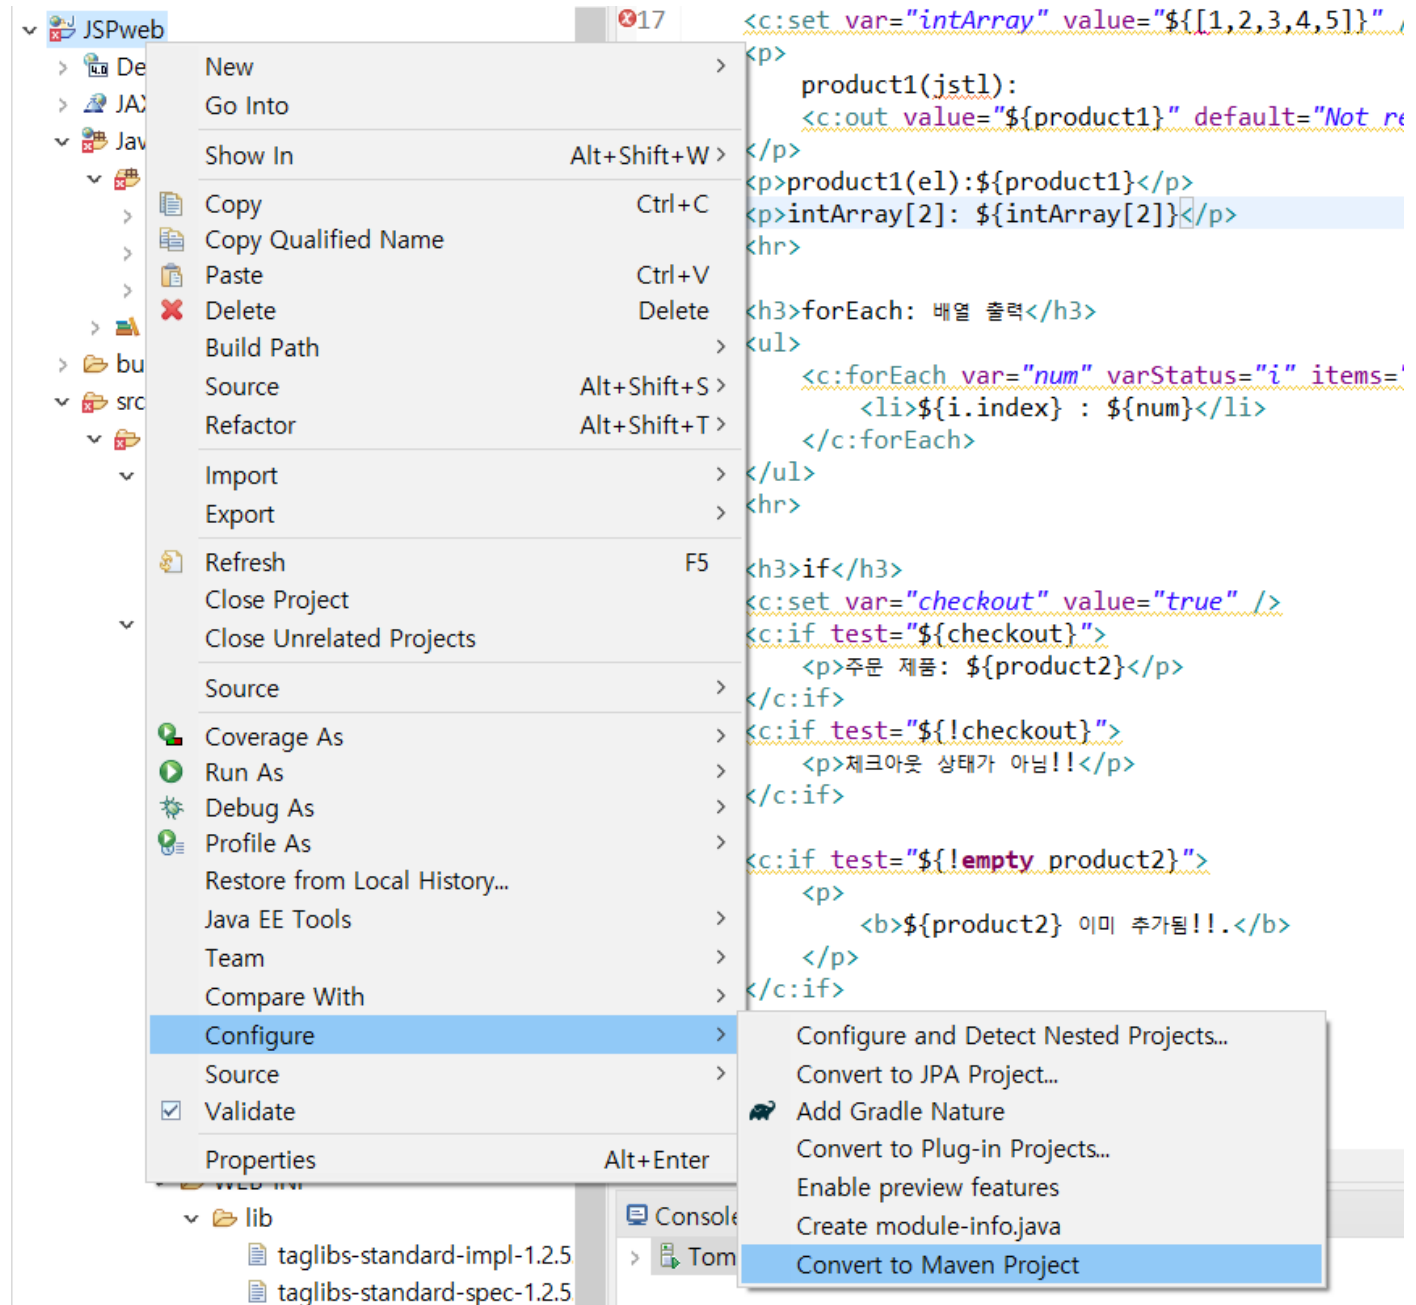 JSPweb
De
JAX
Jav
bu
src
New
Go Into
Show In Alt+Shift+W
Copy Ctrl+C
Copy Qualified Name
Paste Ctrl+V
Delete Delete
Build Path
Source Alt+Shift+S
Refactor Alt+Shift+T
Import
Export
Refresh F5
Close Project
Close Unrelated Projects
Source
Coverage As
Run As
Debug As
Profile As
Restore from Local History...
Java EE Tools
Team
Compare With
Configure
Source
Validate
Properties Alt+Enter
WEB-INF
lib
taglibs-standard-impl-1.2.5
taglibs-standard-spec-1.2.5
17 <c:set var="intArray" value="${[1,2,3,4,5]}" /
<p>
product1(jstl):
<c:out value="${product1}" default="Not re
</p>
<p>product1(el):${product1}</p>
<p>intArray[2]: ${intArray[2]}</p>
<hr>
<h3>forEach: 배열 출력</h3>
<ul>
<c:forEach var="num" varStatus="i" items="
<li>${i.index} : ${num}</li>
</c:forEach>
</ul>
<hr>
<h3>if</h3>
<c:set var="checkout" value="true" />
<c:if test="${checkout}">
<p>주문 제품: ${product2}</p>
</c:if>
<c:if test="${!checkout}">
<p>체크아웃 상태가 아님!!</p>
</c:if>
<c:if test="${!empty product2}">
<p>
<b>${product2} 이미 추가됨!!.</b>
</p>
</c:if>
Configure and Detect Nested Projects...
Convert to JPA Project...
Add Gradle Nature
Convert to Plug-in Projects...
Enable preview features
Create module-info.java
Convert to Maven Project
Console
Tom